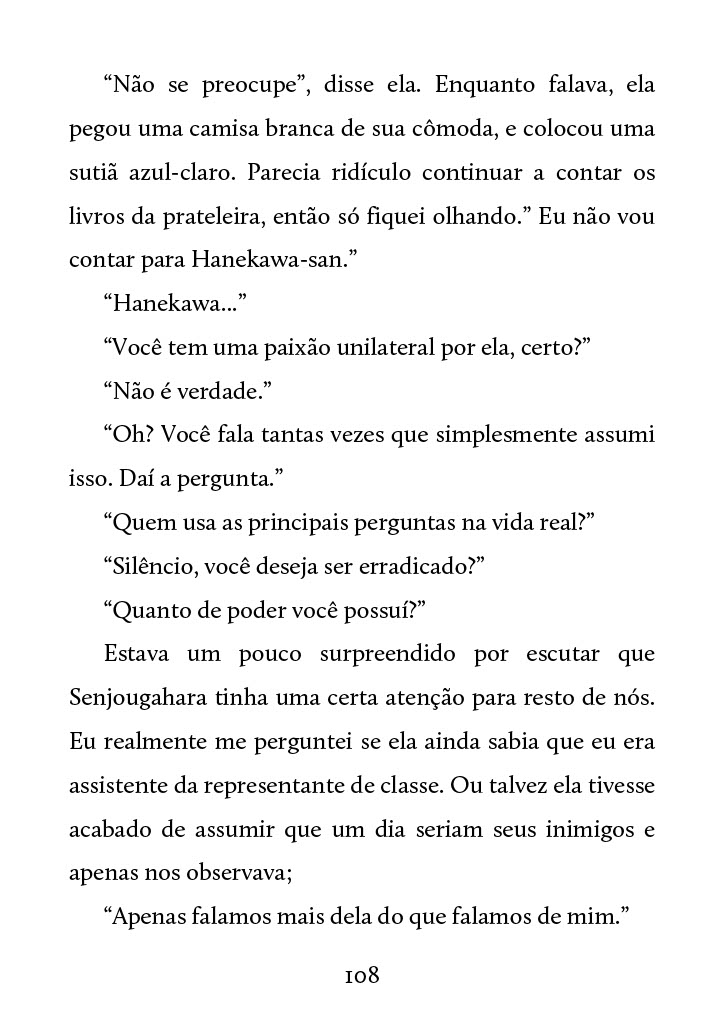 “Não se preocupe”, disse ela. Enquanto falava, ela
pegou uma camisa branca de sua cômoda, e colocou uma
sutiã azul-claro. Parecia ridículo continuar a contar os
livros da prateleira, então só fiquei olhando.” Eu não vou
contar para Hanekawa-san.”
“Hanekawa...”
“Você tem uma paixão unilateral por ela, certo?”
“Não é verdade.”
“Oh? Você fala tantas vezes que simplesmente assumi
isso. Daí a pergunta.”
“Quem usa as principais perguntas na vida real?”
“Silêncio, você deseja ser erradicado?”
“Quanto de poder você possuí?”
Estava um pouco surpreendido por escutar que
Senjougahara tinha uma certa atenção para resto de nós.
Eu realmente me perguntei se ela ainda sabia que eu era
assistente da representante de classe. Ou talvez ela tivesse
acabado de assumir que um dia seriam seus inimigos e
apenas nos observava;
“Apenas falamos mais dela do que falamos de mim.”
108